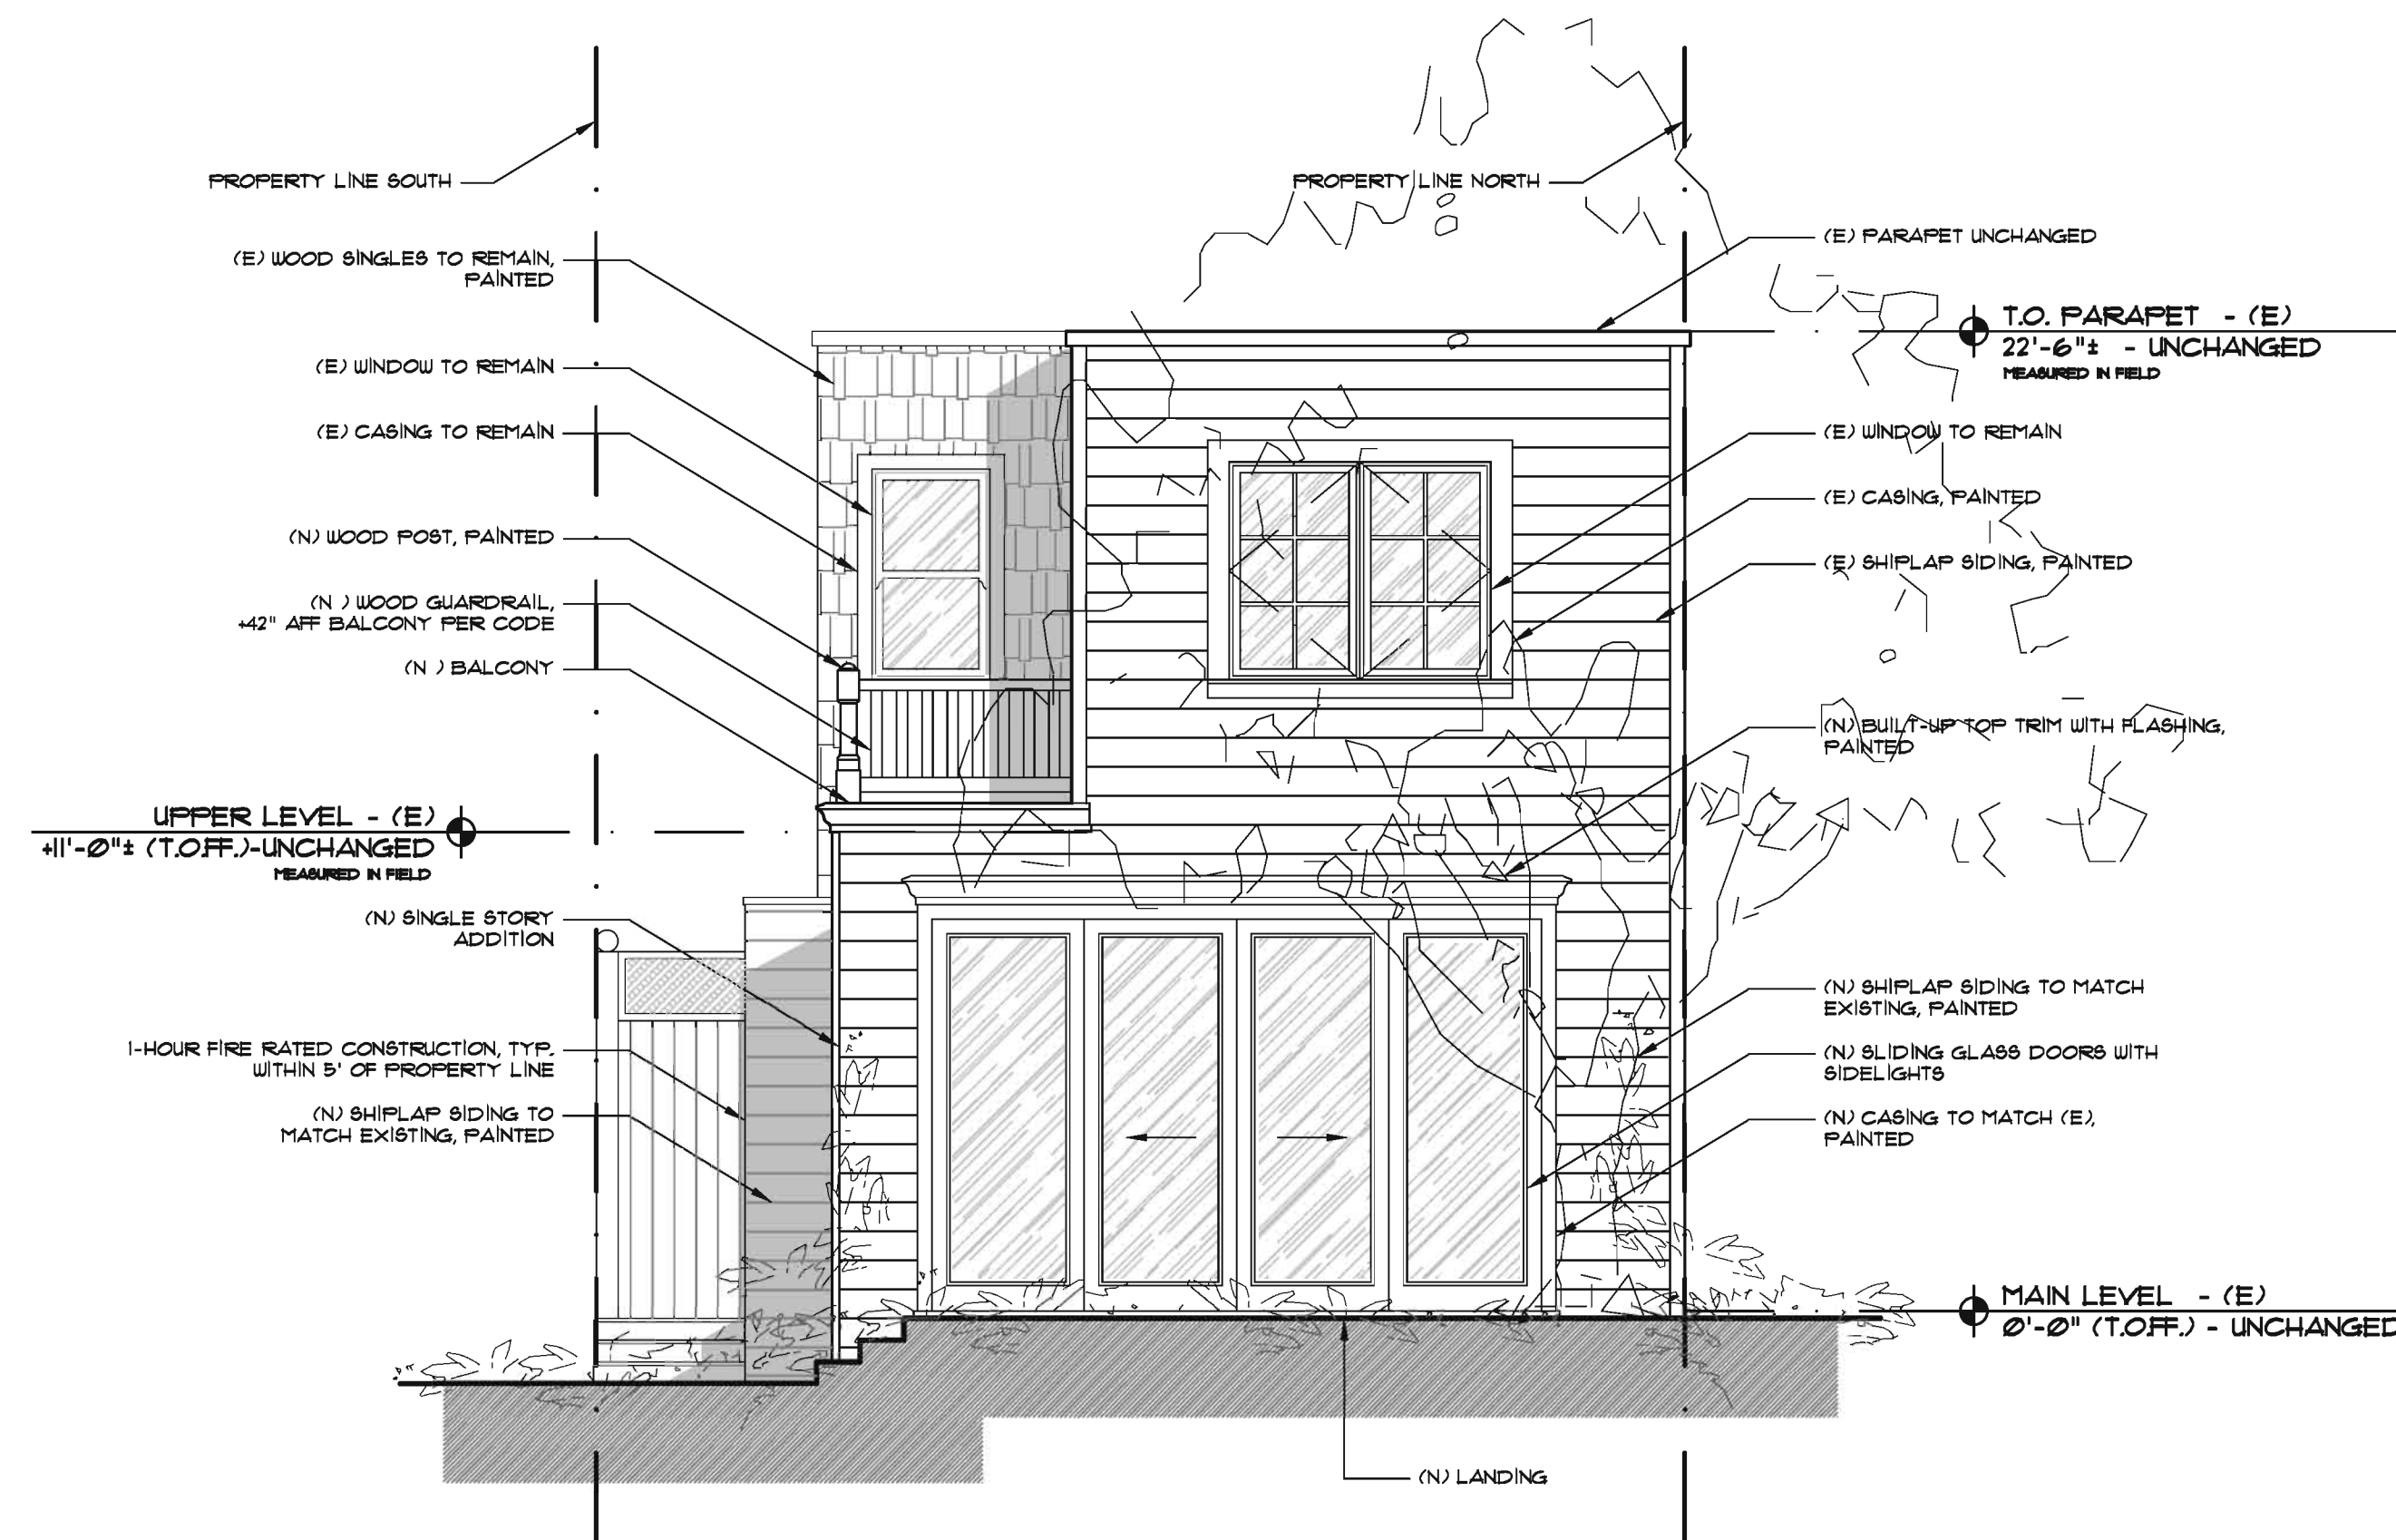 PROPERTY LINE SOUTH
(E) WOOD SINGLES TO REMAIN,
PAINTED
(E) WINDOW TO REMAIN
(E) CASING TO REMAIN
(N) WOOD POST, PAINTED
(N ) WOOD GUARDRAIL,
+42" AFF BALCONY PER CODE
(N ) BALCONY
UPPER LEVEL - (E)
+11'-0"± (T.O.FF.)-UNCHANGED
MEASURED IN FIELD
(N) SINGLE STORY
ADDITION
1-HOUR FIRE RATED CONSTRUCTION, TYP.
WITHIN 5' OF PROPERTY LINE
(N) SHIPLAP SIDING TO
MATCH EXISTING, PAINTED
PROPERTY LINE NORTH
(E) PARAPET UNCHANGED
T.O. PARAPET - (E)
22'-6"± - UNCHANGED
MEASURED IN FIELD
(E) WINDOW TO REMAIN
(E) CASING, PAINTED
(E) SHIPLAP SIDING, PAINTED
(N) BUILT-UP TOP TRIM WITH FLASHING,
PAINTED
(N) SHIPLAP SIDING TO MATCH
EXISTING, PAINTED
(N) SLIDING GLASS DOORS WITH
SIDELIGHTS
(N) CASING TO MATCH (E),
PAINTED
MAIN LEVEL - (E)
0'-0" (T.O.FF.) - UNCHANGED
(N) LANDING